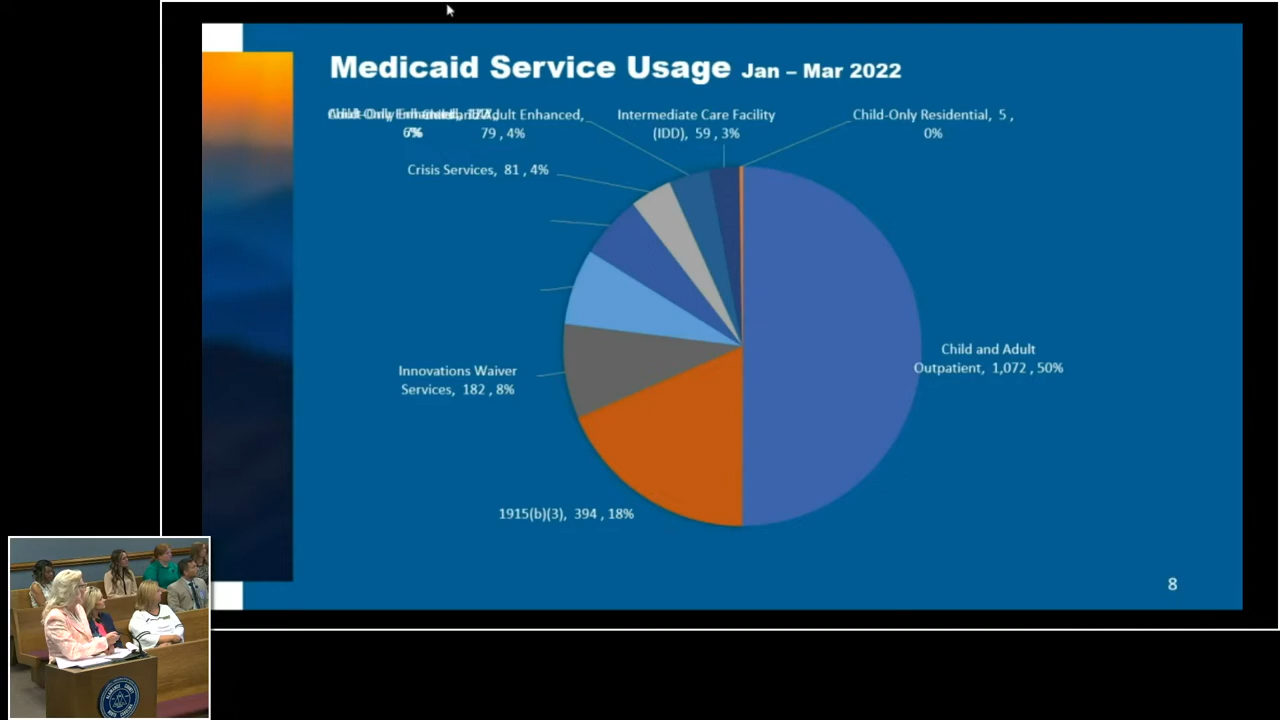 Medicaid Service Usage Jan – Mar 2022
Child and Adult Enhanced,
79 , 4%
Intermediate Care Facility
(IDD), 59 , 3%
Child-Only Residential, 5 ,
0%
Crisis Services, 81 , 4%
Child and Adult
Outpatient, 1,072 , 50%
Innovations Waiver
Services, 182 , 8%
1915(b)(3), 394 , 18%
8